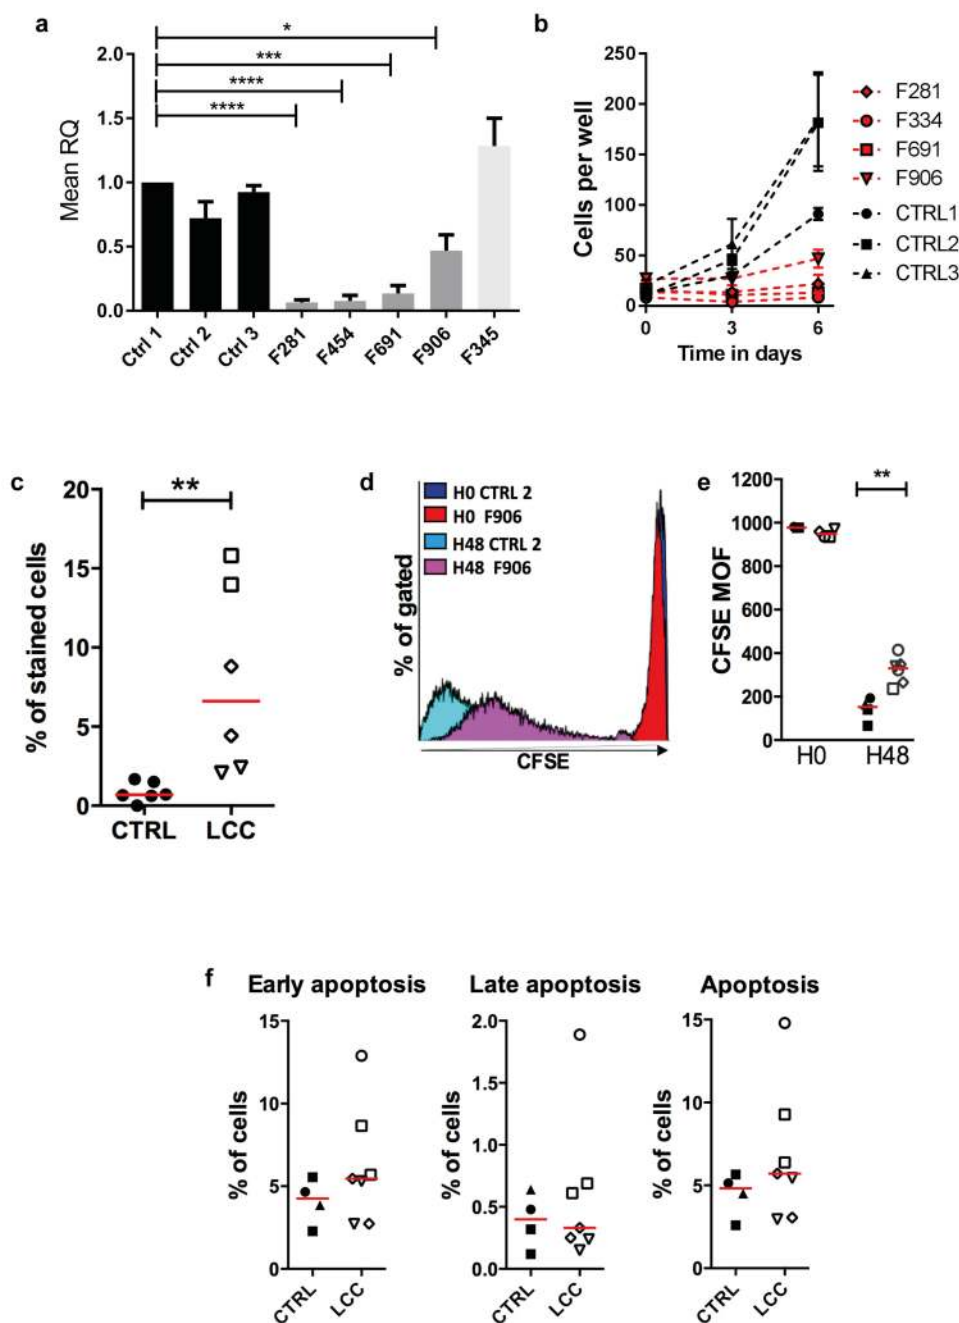 a
*
***
****
****
Mean RQ
2.0
1.5
1.0
0.5
0.0
Ctrl 1
Ctrl 2
Ctrl 3
F281
F454
F691
F906
F345
b
Cells per well
250
200
150
100
50
0
0 3 6
Time in days
F281
F334
F691
F906
CTRL1
CTRL2
CTRL3
c
**
% of stained cells
20
15
10
5
0
CTRL LCC
d
H0 CTRL 2
H0 F906
H48 CTRL 2
H48 F906
% of gated
CFSE
e
**
CFSE MOF
1200
1000
800
600
400
200
0
H0 H48
f
Early apoptosis
% of cells
15
10
5
0
CTRL
LCC
Late apoptosis
% of cells
2.0
1.5
1.0
0.5
0.0
CTRL
LCC
Apoptosis
% of cells
15
10
5
0
CTRL
LCC